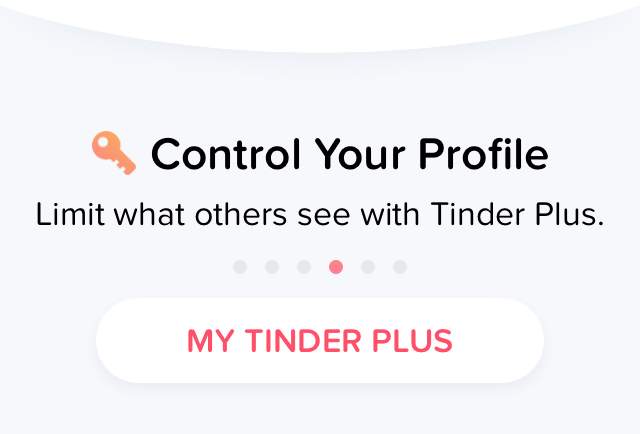 Control Your Profile
Limit what others see with Tinder Plus.
MY TINDER PLUS